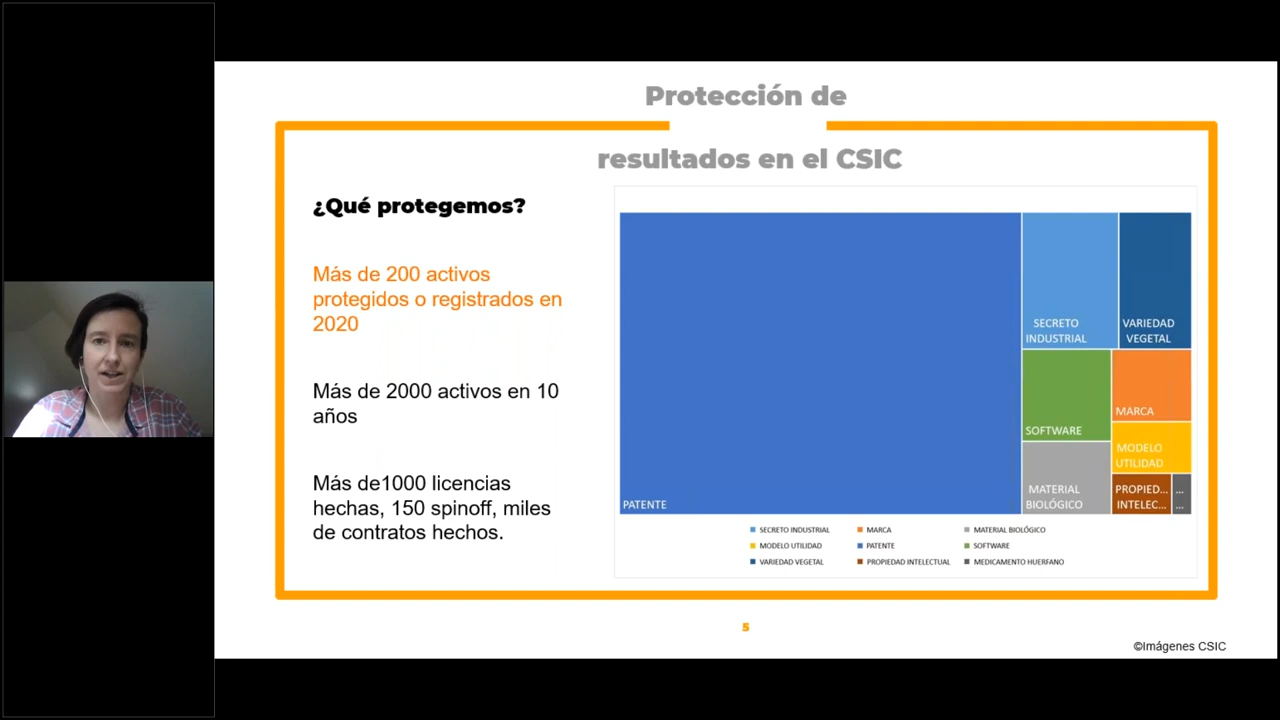 Protección de
resultados en el CSIC
¿Qué protegemos?
Más de 200 activos
protegidos o registrados en
2020
Más de 2000 activos en 10
años
Más de1000 licencias
hechas, 150 spinoff, miles
de contratos hechos.
PATENTE
SECRETO
INDUSTRIAL
VARIEDAD
VEGETAL
SOFTWARE
MARCA
MODELO
UTILIDAD
MATERIAL
BIOLÓGICO
PROPIED...
INTELEC...
...
...
SECRETO INDUSTRIAL
MARCA
MATERIAL BIOLÓGICO
MODELO UTILIDAD
PATENTE
SOFTWARE
VARIEDAD VEGETAL
PROPIEDAD INTELECTUAL
MEDICAMENTO HUERFANO
5
©Imágenes CSIC